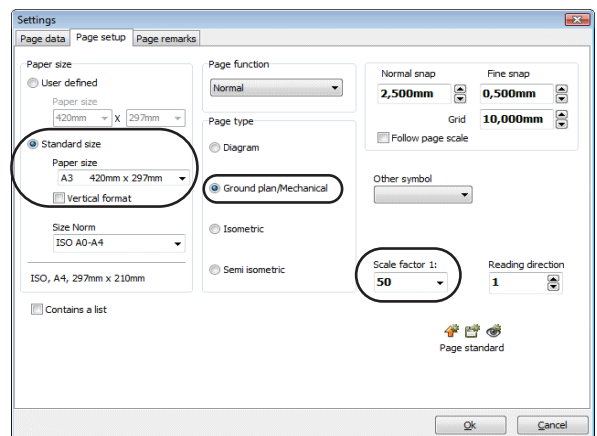 Settings
Page data Page setup Page remarks
Paper size
User defined
Paper size
420mm X 297mm
Standard size
Paper size
A3 420mm x 297mm
Vertical format
Size Norm
ISO A0-A4
ISO, A4, 297mm x 210mm
Contains a list
Page function
Normal
Page type
Diagram
Ground plan/Mechanical
Isometric
Semi isometric
Normal snap Fine snap
2,500mm 0,500mm
Grid 10,000mm
Follow page scale
Other symbol
Scale factor 1: Reading direction
50 1
Page standard
Ok Cancel